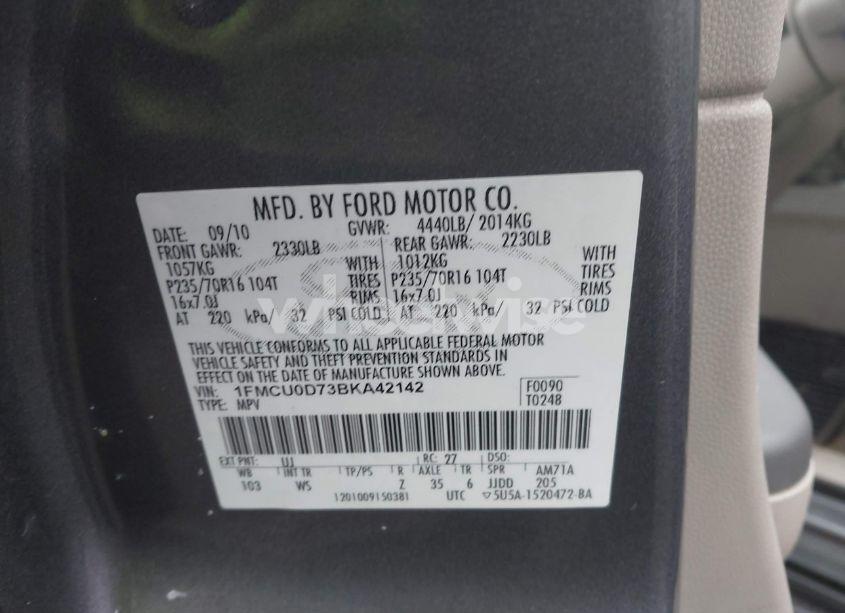 MFD. BY FORD MOTOR CO.
DATE: 09/10 GVWR: 4440LB/ 2014KG
FRONT GAWR: 2330LB REAR GAWR: 2230LB
1057KG WITH 1012KG WITH
P235/70R16 104T TIRES P235/70R16 104T TIRES
16x7.0J RIMS 16x7.0J RIMS
AT 220 kPa/ 32 PSI COLD AT 220 kPa/ 32 PSI COLD
THIS VEHICLE CONFORMS TO ALL APPLICABLE FEDERAL MOTOR
VEHICLE SAFETY AND THEFT PREVENTION STANDARDS IN
EFFECT ON THE DATE OF MANUFACTURE SHOWN ABOVE.
VIN: 1FMCU0D73BKA42142 F0090
TYPE: MPV T0248
EXT PNT: UJ RC: 27 DSO:
WB INT TR TP/PS R AXLE TR SPR AM71A
103 WS Z 35 6 JJDD 205
1201009150381 UTC ▽5U5A-1520472-BA
wheelwise